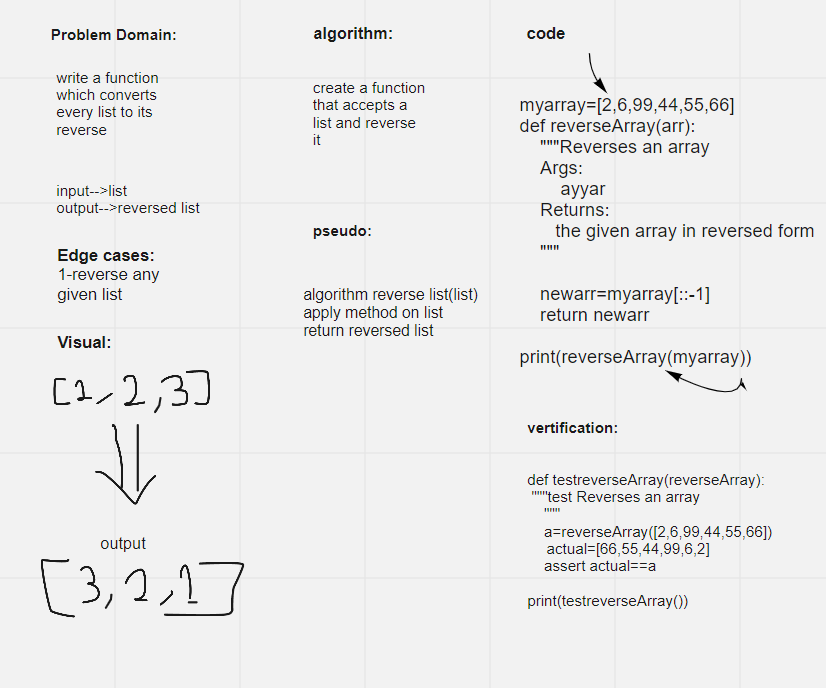 Problem Domain:
write a function
which converts
every list to its
reverse
input-->list
output-->reversed list
Edge cases:
1-reverse any
given list
Visual:
[1,2,3]
output
[3,2,1]
algorithm:
create a function
that accepts a
list and reverse
it
pseudo:
algorithm reverse list(list)
apply method on list
return reversed list
code
myarray=[2,6,99,44,55,66]
def reverseArray(arr):
"""Reverses an array
Args:
ayyar
Returns:
the given array in reversed form
"""
newarr=myarray[::-1]
return newarr
print(reverseArray(myarray))
vertification:
def testreverseArray(reverseArray):
"""test Reverses an array
"""
a=reverseArray([2,6,99,44,55,66])
actual=[66,55,44,99,6,2]
assert actual==a
print(testreverseArray())